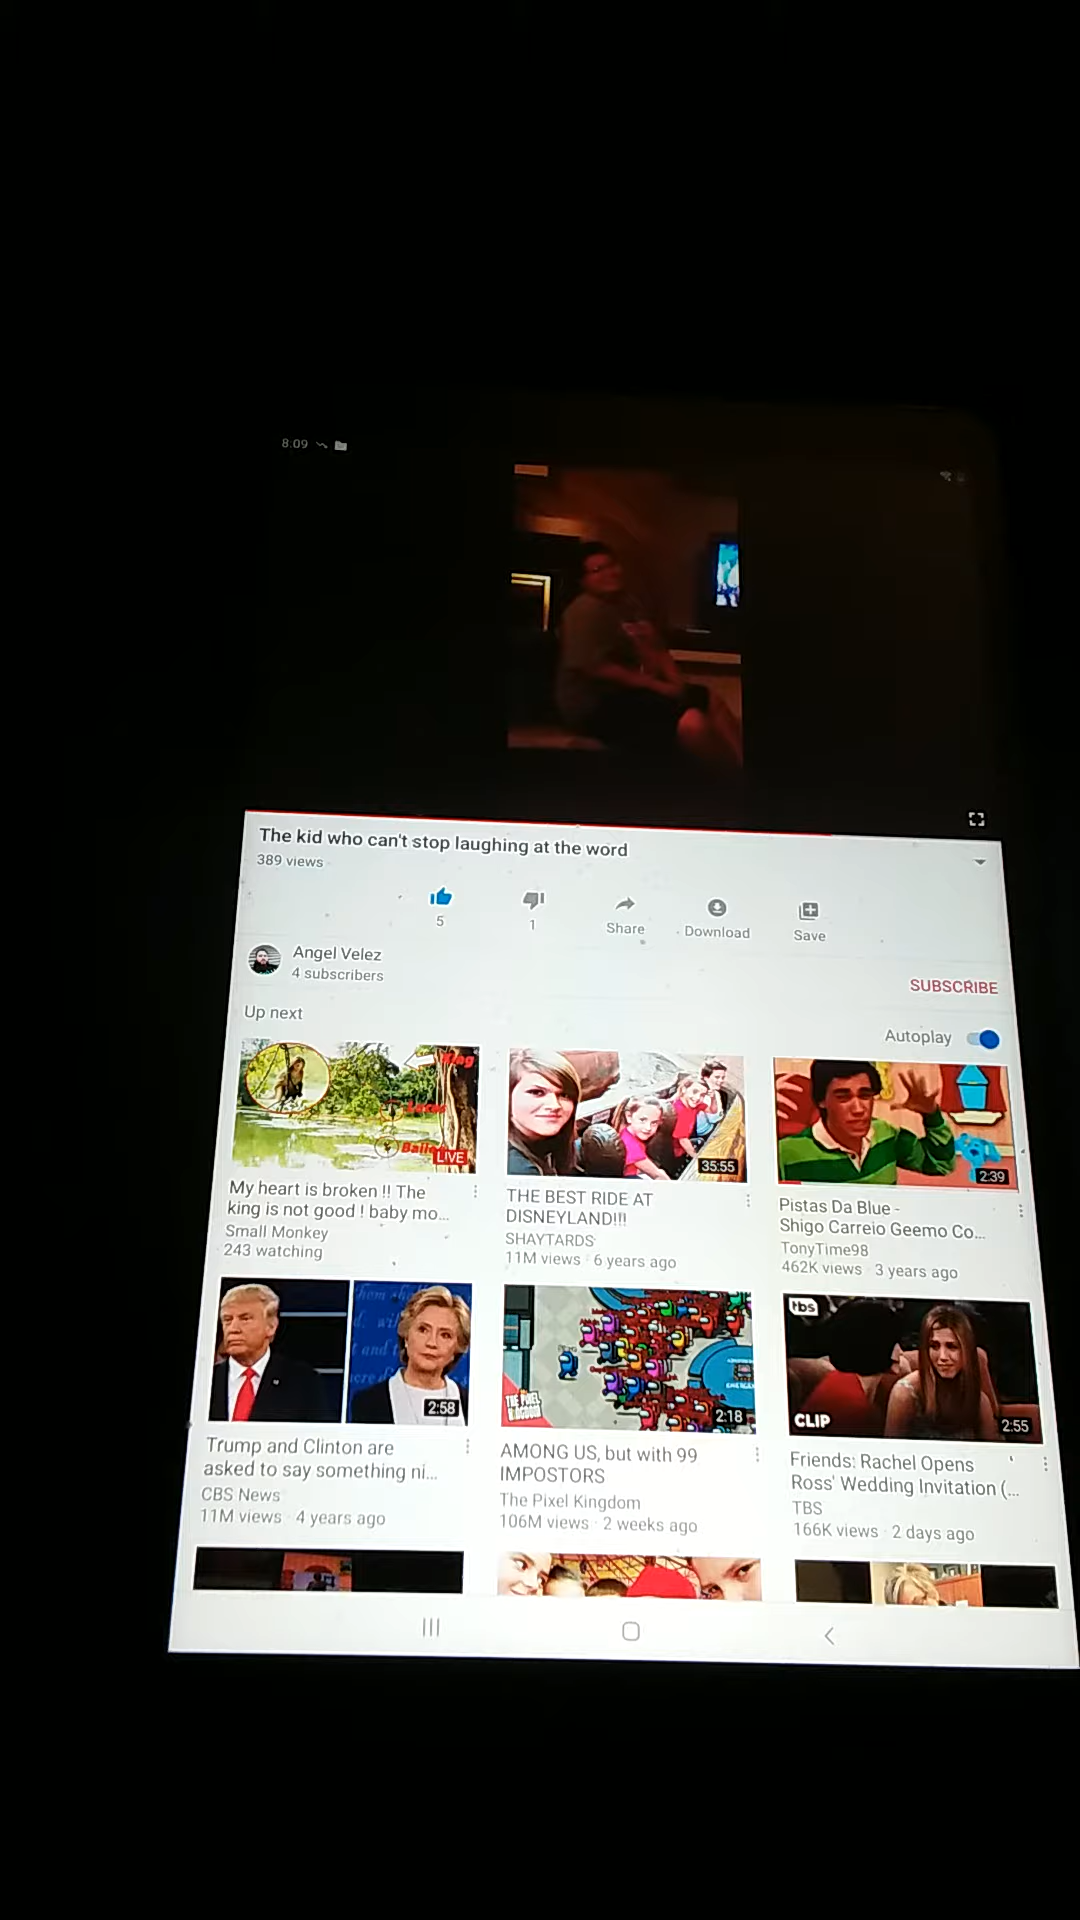 8:09
The kid who can't stop laughing at the word
389 views
5
1
Share
Download
Save
Angel Velez
4 subscribers
SUBSCRIBE
Up next
Autoplay
King
LIVE
My heart is broken !! The
king is not good ! baby mo...
Small Monkey
243 watching
35:55
THE BEST RIDE AT
DISNEYLAND!!!
SHAYTARDS
11M views · 6 years ago
2:39
Pistas Da Blue -
Shigo Carreio Geemo Co...
TonyTime98
462K views · 3 years ago
2:58
Trump and Clinton are
asked to say something ni...
CBS News
11M views · 4 years ago
THE PIXEL
KINGDOM
2:18
AMONG US, but with 99
IMPOSTORS
The Pixel Kingdom
106M views · 2 weeks ago
tbs
CLIP
2:55
Friends: Rachel Opens
Ross' Wedding Invitation (...
TBS
166K views · 2 days ago